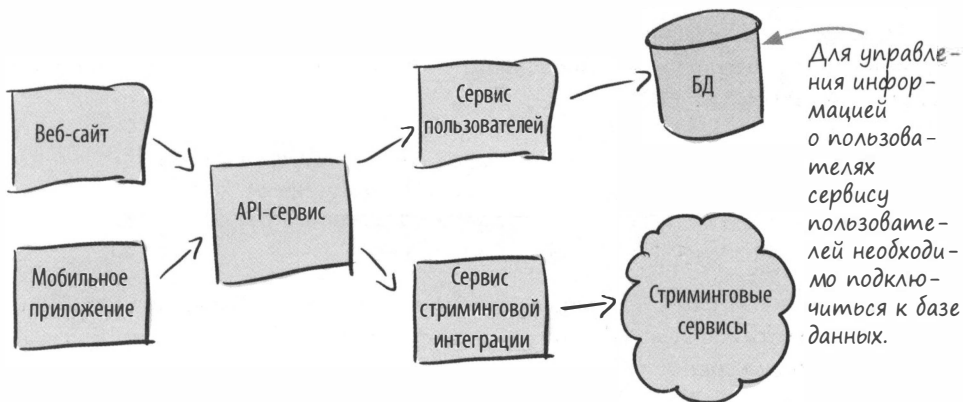 Веб-сайт
Мобильное
приложение
API-сервис
Сервис
пользователей
Сервис
стриминговой
интеграции
БД
Стриминговые
сервисы
Для управле-
ния инфор-
мацией
о пользова-
телях
сервису
пользовате-
лей необходи-
мо подклю-
читься к базе
данных.